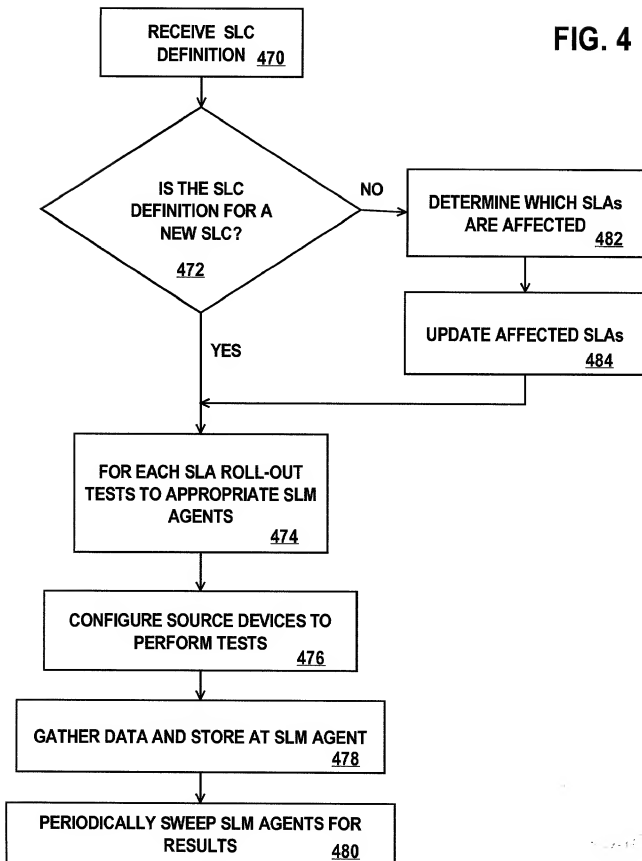 FIG. 4
RECEIVE SLC
DEFINITION 470
IS THE SLC
DEFINITION FOR A
NEW SLC?
472
NO
DETERMINE WHICH SLAs
ARE AFFECTED 482
UPDATE AFFECTED SLAs
484
YES
FOR EACH SLA ROLL-OUT
TESTS TO APPROPRIATE SLM
AGENTS
474
CONFIGURE SOURCE DEVICES TO
PERFORM TESTS
476
GATHER DATA AND STORE AT SLM AGENT
478
PERIODICALLY SWEEP SLM AGENTS FOR
RESULTS 480